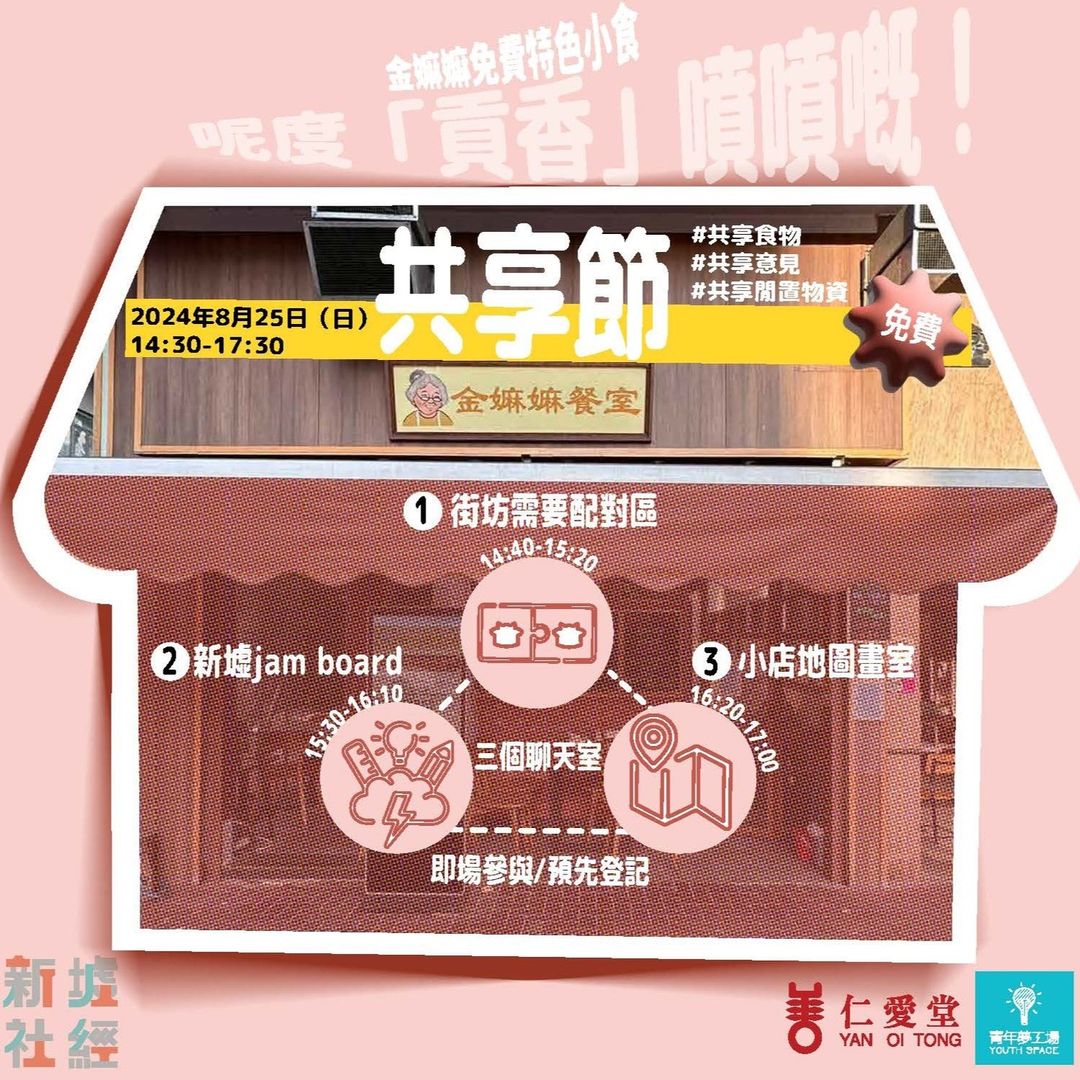 金嫲嫲免費特色小食
呢度「貢香」噴噴嘅！
共享節
#共享食物
#共享意見
#共享閒置物資
2024年8月25日（日）
14:30-17:30
免費
金嫲嫲餐室
1 街坊需要配對區
14:40-15:20
2 新墟jam board
15:30-16:10
3 小店地圖畫室
16:20-17:00
三個聊天室
即場參與/預先登記
新墟
社經
仁愛堂
YAN OI TONG
青年夢工場
YOUTH SPACE